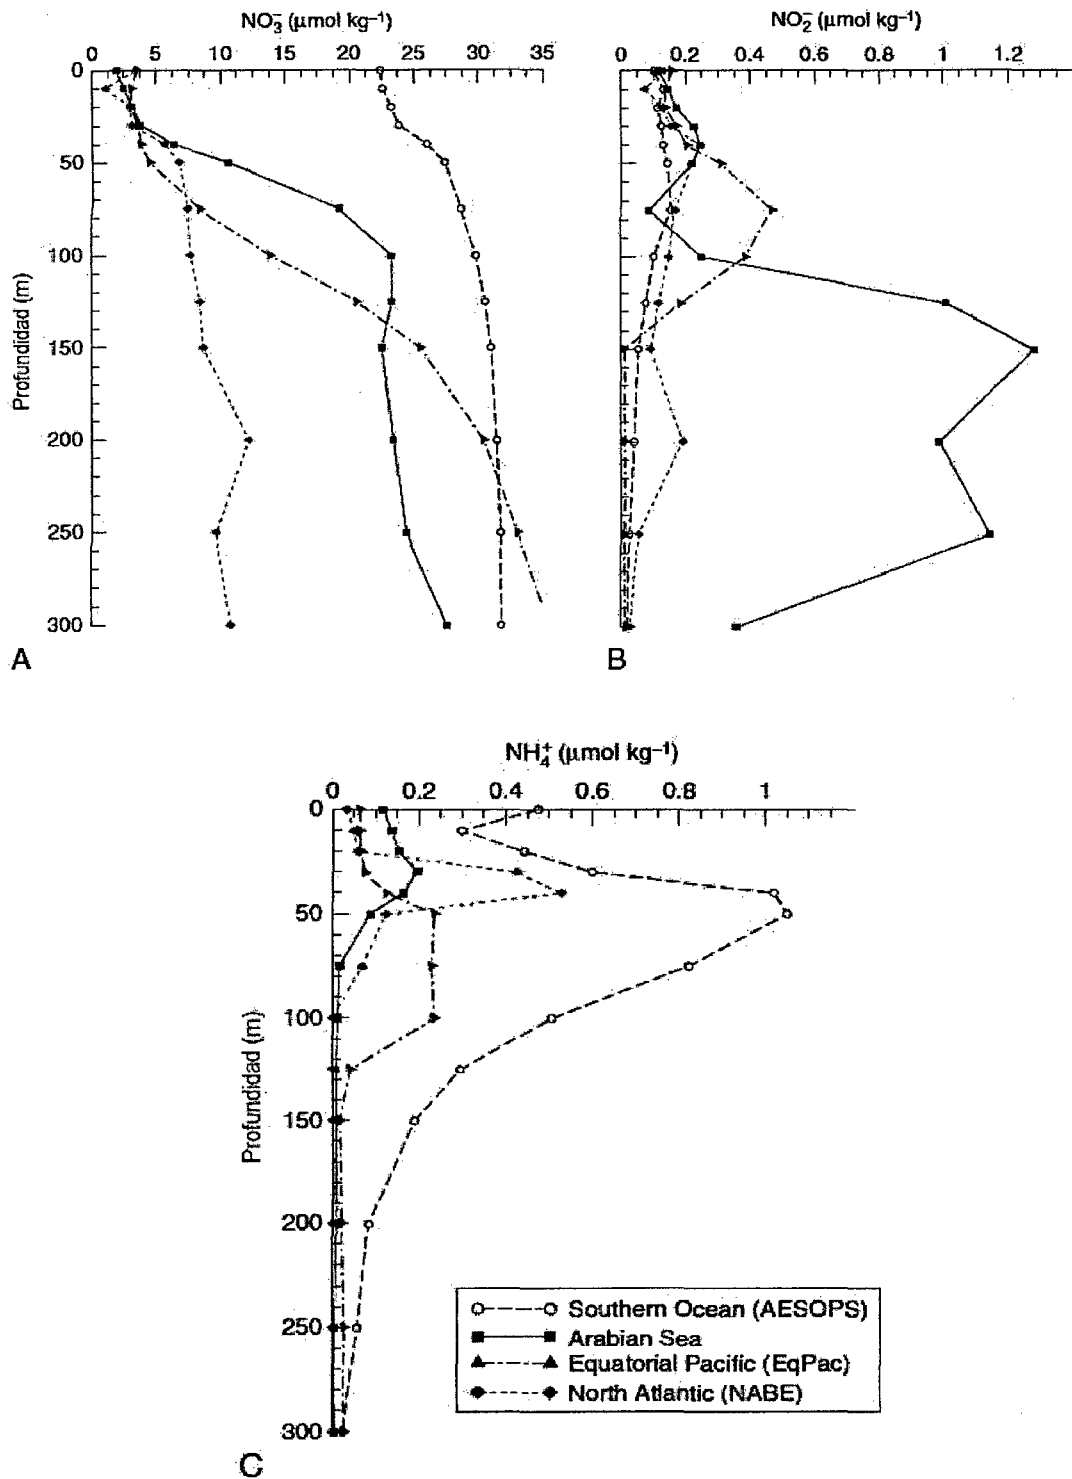 NO₃⁻ (μmol kg⁻¹)
0 5 10 15 20 25 30 35
0
50
100
150
200
250
300
Profundidad (m)
A
NO₂⁻ (μmol kg⁻¹)
0 0.2 0.4 0.6 0.8 1 1.2
B
NH₄⁺ (μmol kg⁻¹)
0 0.2 0.4 0.6 0.8 1
0
50
100
150
200
250
300
Profundidad (m)
Southern Ocean (AESOPS)
Arabian Sea
Equatorial Pacific (EqPac)
North Atlantic (NABE)
C